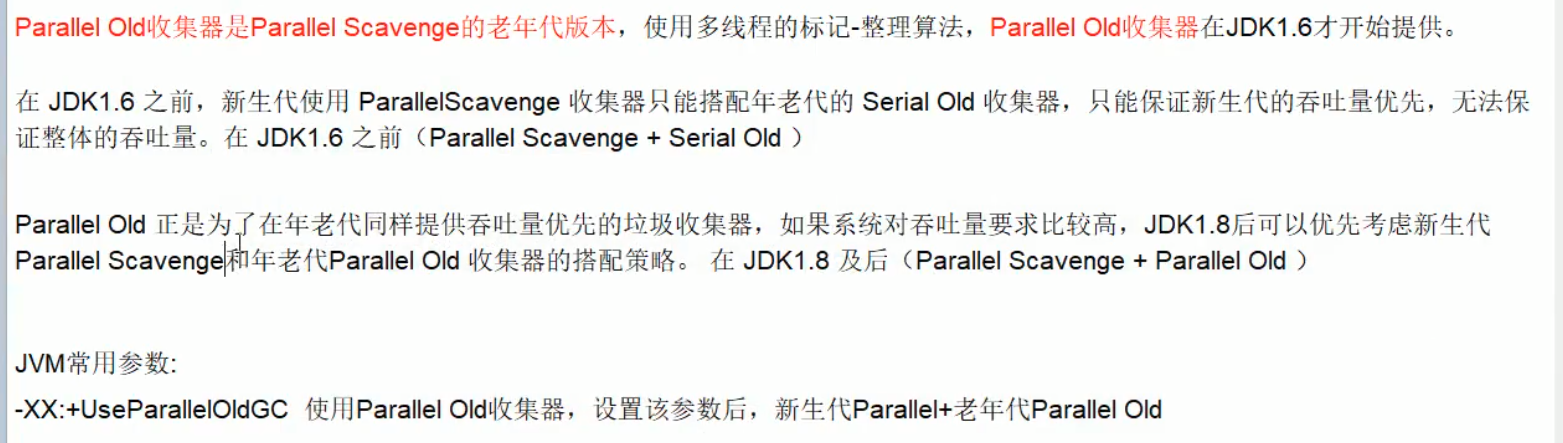 Parallel Old收集器是Parallel Scavenge的老年代版本，使用多线程的标记-整理算法，Parallel Old收集器在JDK1.6才开始提供。
在 JDK1.6 之前，新生代使用 ParallelScavenge 收集器只能搭配年老代的 Serial Old 收集器，只能保证新生代的吞吐量优先，无法保
证整体的吞吐量。在 JDK1.6 之前（Parallel Scavenge + Serial Old ）
Parallel Old 正是为了在年老代同样提供吞吐量优先的垃圾收集器，如果系统对吞吐量要求比较高，JDK1.8后可以优先考虑新生代
Parallel Scavenge和年老代Parallel Old 收集器的搭配策略。 在 JDK1.8 及后（Parallel Scavenge + Parallel Old ）
JVM常用参数:
-XX:+UseParallelOldGC 使用Parallel Old收集器，设置该参数后，新生代Parallel+老年代Parallel Old